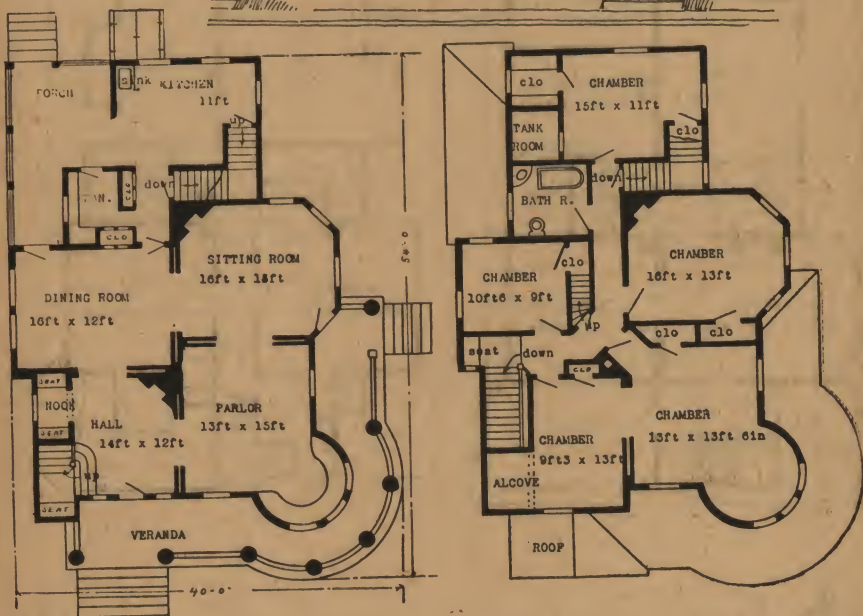 PORCH
sink
KITCHEN
11ft
up
down
PAN.
CLO
CLO
SITTING ROOM
16ft x 13ft
DINING ROOM
16ft x 12ft
SEAT
NOOK
SEAT
HALL
14ft x 12ft
PARLOR
13ft x 15ft
up
SEAT
VERANDA
40-0"
clo
CHAMBER
15ft x 11ft
TANK
ROOM
clo
down
BATH R.
CHAMBER
16ft x 13ft
CHAMBER
10ft6 x 9ft
clo
up
seat
down
clo
clo
CLO
CHAMBER
13ft x 13ft 6in
CHAMBER
9ft3 x 13ft
ALCOVE
ROOF